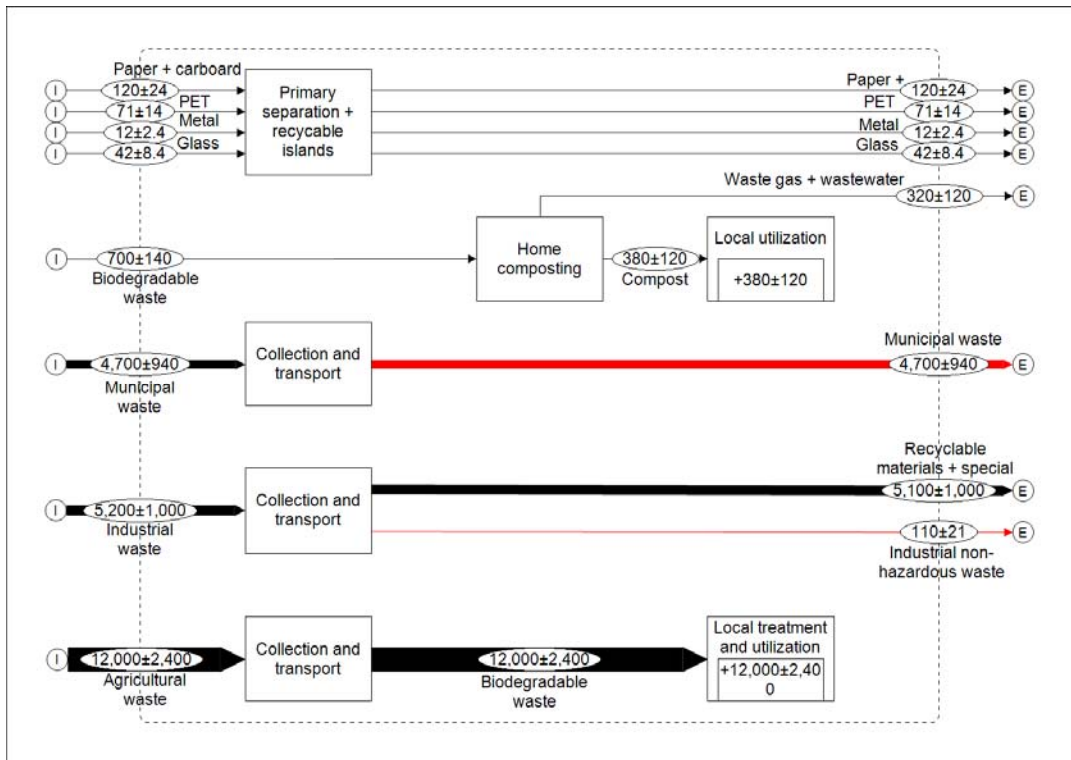 Paper + carboard
I
120±24
PET
I
71±14
Metal
I
12±2.4
Glass
I
42±8.4
Primary
separation +
recycable
islands
Paper +
120±24
E
PET
71±14
E
Metal
12±2.4
E
Glass
42±8.4
E
Waste gas + wastewater
320±120
E
I
700±140
Biodegradable
waste
Home
composting
380±120
Compost
Local utilization
+380±120
I
4,700±940
Municipal
waste
Collection and
transport
Municipal waste
4,700±940
E
I
5,200±1,000
Industrial
waste
Collection and
transport
Recyclable
materials + special
5,100±1,000
E
110±21
E
Industrial non-
hazardous waste
I
12,000±2,400
Agricultural
waste
Collection and
transport
12,000±2,400
Biodegradable
waste
Local treatment
and utilization
+12,000±2,40
0